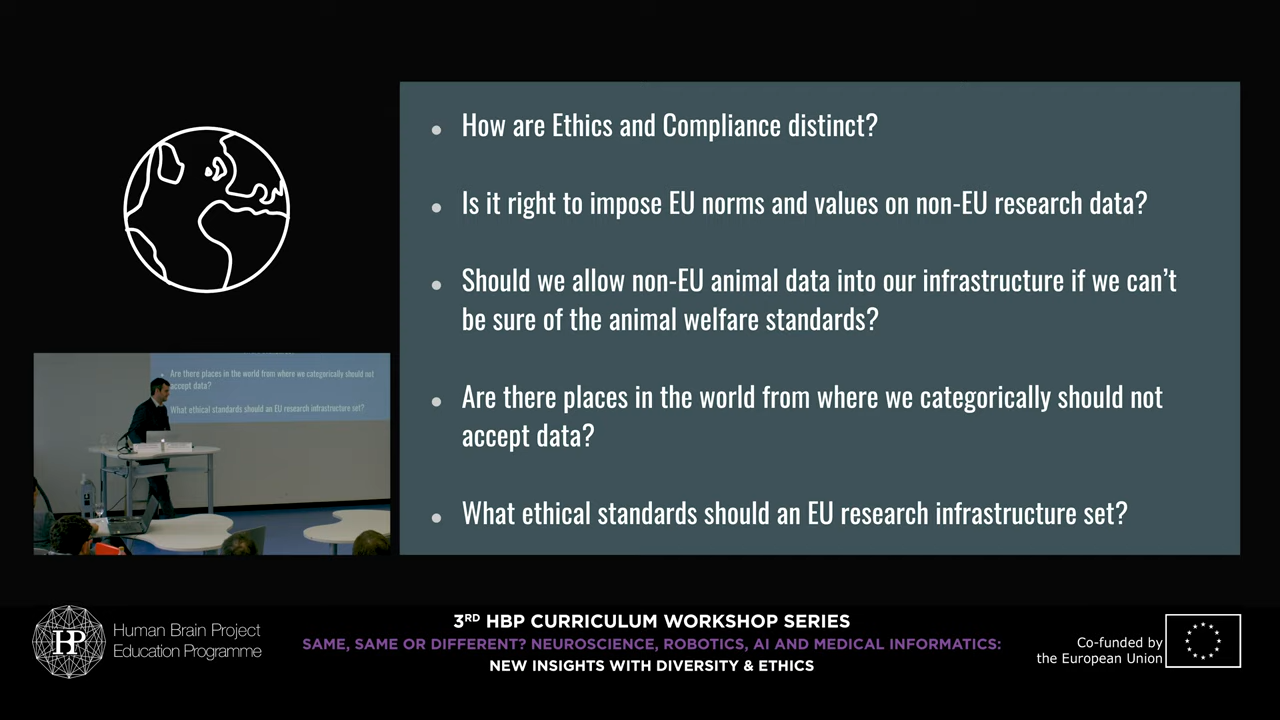 How are Ethics and Compliance distinct?
Is it right to impose EU norms and values on non-EU research data?
Should we allow non-EU animal data into our infrastructure if we can't
be sure of the animal welfare standards?
Are there places in the world from where we categorically should not
accept data?
What ethical standards should an EU research infrastructure set?
Are there places in the world from where we categorically should not
accept data?
What ethical standards should an EU research infrastructure set?
HP
Human Brain Project
Education Programme
3RD HBP CURRICULUM WORKSHOP SERIES
SAME, SAME OR DIFFERENT? NEUROSCIENCE, ROBOTICS, AI AND MEDICAL INFORMATICS:
NEW INSIGHTS WITH DIVERSITY & ETHICS
Co-funded by
the European Union